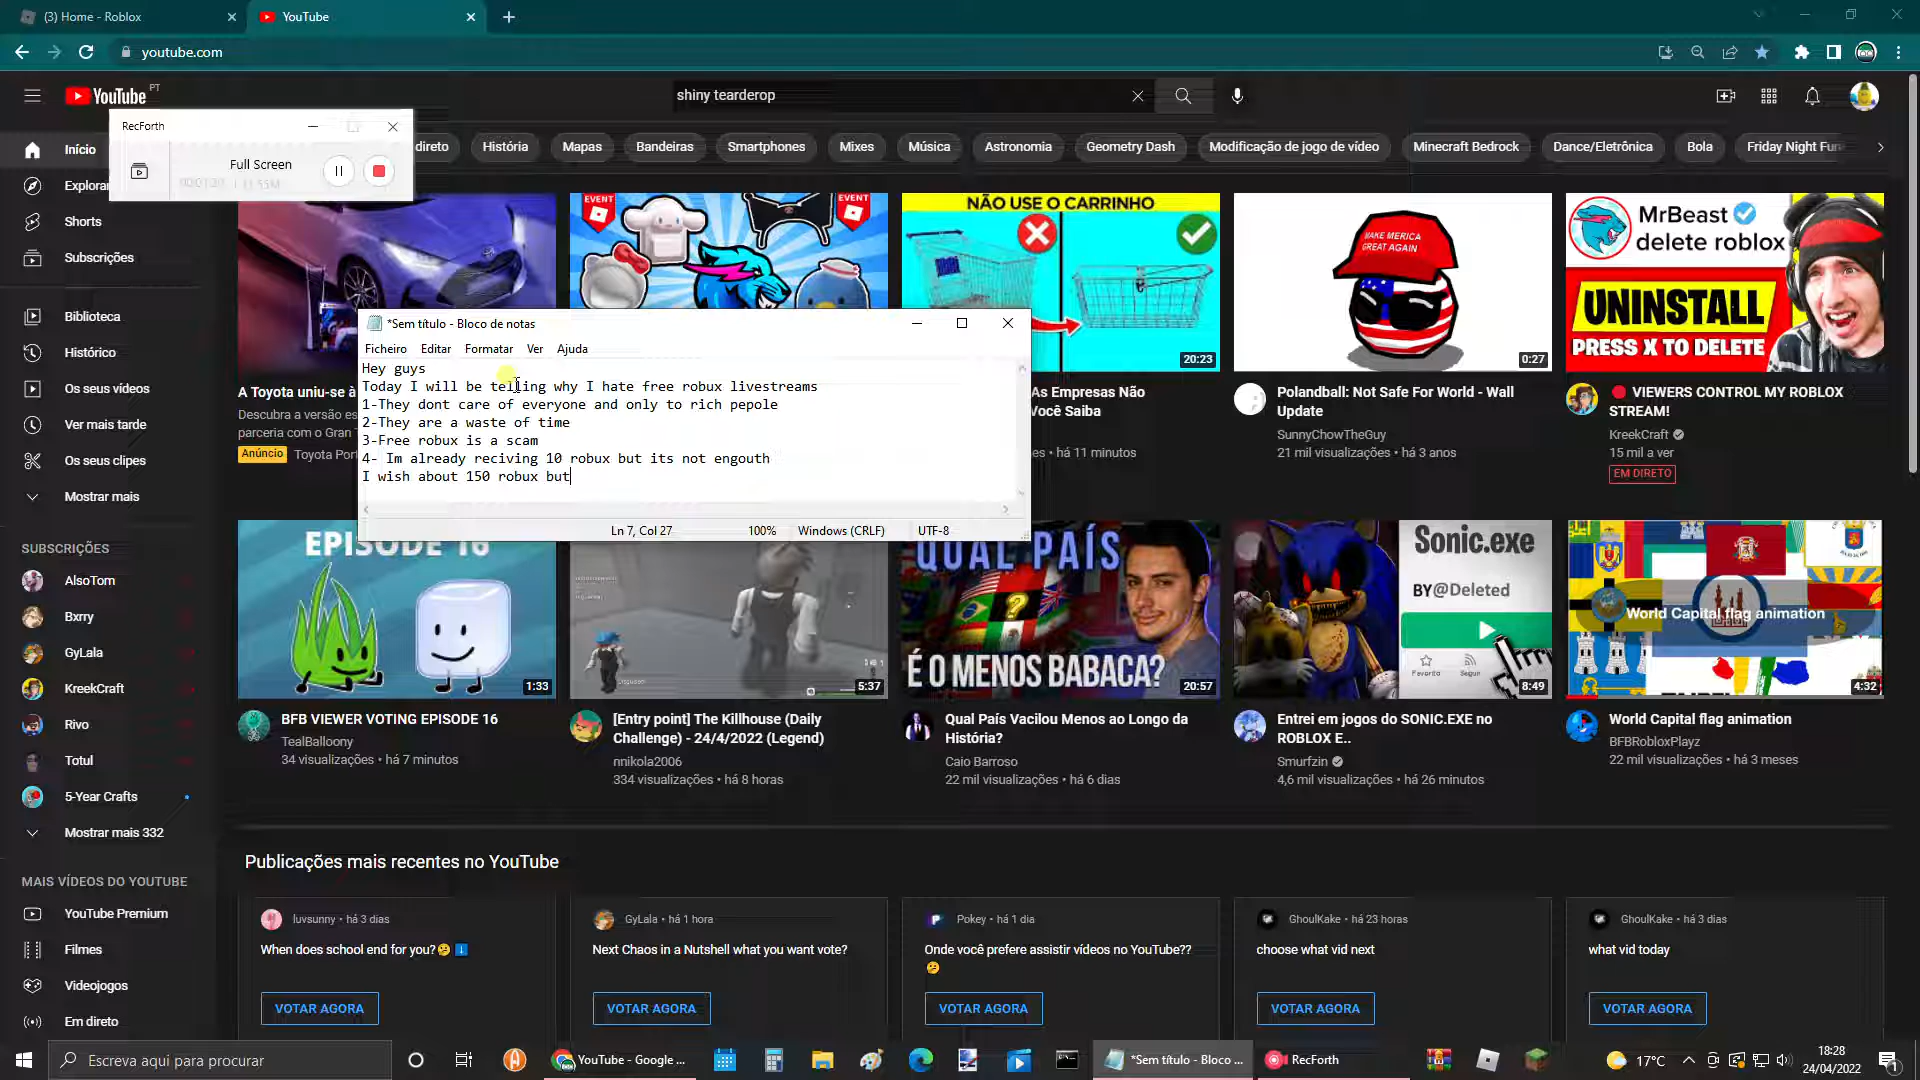 (3) Home - Roblox
YouTube
youtube.com
YouTube PT
shiny tearderop
RecForth
Full Screen
direto
História
Mapas
Bandeiras
Smartphones
Mixes
Música
Astronomia
Geometry Dash
Modificação de jogo de vídeo
Minecraft Bedrock
Dance/Eletrônica
Bola
Friday Night Fun
Início
Explorar
Shorts
Subscrições
Biblioteca
Histórico
Os seus vídeos
Ver mais tarde
Os seus clipes
Mostrar mais
SUBSCRIÇÕES
AlsoTom
Bxrry
GyLala
KreekCraft
Rivo
Totul
5-Year Crafts
Mostrar mais 332
MAIS VÍDEOS DO YOUTUBE
YouTube Premium
Filmes
Videojogos
Em direto
*Sem título - Bloco de notas
Ficheiro Editar Formatar Ver Ajuda
Hey guys
Today I will be telling why I hate free robux livestreams
1-They dont care of everyone and only to rich pepole
2-They are a waste of time
3-Free robux is a scam
4- Im already reciving 10 robux but its not engouth
I wish about 150 robux but
Ln 7, Col 27
100%
Windows (CRLF)
UTF-8
A Toyota uniu-se à
Descubra a versão es
parceria com o Gran
Anúncio Toyota Port
EVENT
EVENT
NÃO USE O CARRINHO
20:23
As Empresas Não
Você Saiba
há 11 minutos
MAKE MERICA
GREAT AGAIN
0:27
Polandball: Not Safe For World - Wall
Update
SunnyChowTheGuy
21 mil visualizações • há 3 anos
MrBeast
delete roblox
UNINSTALL
PRESS X TO DELETE
VIEWERS CONTROL MY ROBLOX
STREAM!
KreekCraft
15 mil a ver
EM DIRETO
EPISODE 16
1:33
BFB VIEWER VOTING EPISODE 16
TealBalloony
34 visualizações • há 7 minutos
5:37
[Entry point] The Killhouse (Daily
Challenge) - 24/4/2022 (Legend)
nnikola2006
334 visualizações • há 8 horas
QUAL PAÍS
É O MENOS BABACA?
20:57
Qual País Vacilou Menos ao Longo da
História?
Caio Barroso
22 mil visualizações • há 6 dias
Sonic.exe
BY@Deleted
Favorito
Seguir
8:49
Entrei em jogos do SONIC.EXE no
ROBLOX E..
Smurfzin
4,6 mil visualizações • há 26 minutos
World Capital flag animation
4:32
World Capital flag animation
BFBRobloxPlayz
22 mil visualizações • há 3 meses
Publicações mais recentes no YouTube
luvsunny • há 3 dias
When does school end for you?
VOTAR AGORA
GyLala • há 1 hora
Next Chaos in a Nutshell what you want vote?
VOTAR AGORA
Pokey • há 1 dia
Onde você prefere assistir vídeos no YouTube??
VOTAR AGORA
GhoulKake • há 23 horas
choose what vid next
VOTAR AGORA
GhoulKake • há 3 dias
what vid today
VOTAR AGORA
Escreva aqui para procurar
YouTube - Google ...
*Sem título - Bloco ...
RecForth
17°C
18:28
24/04/2022
1